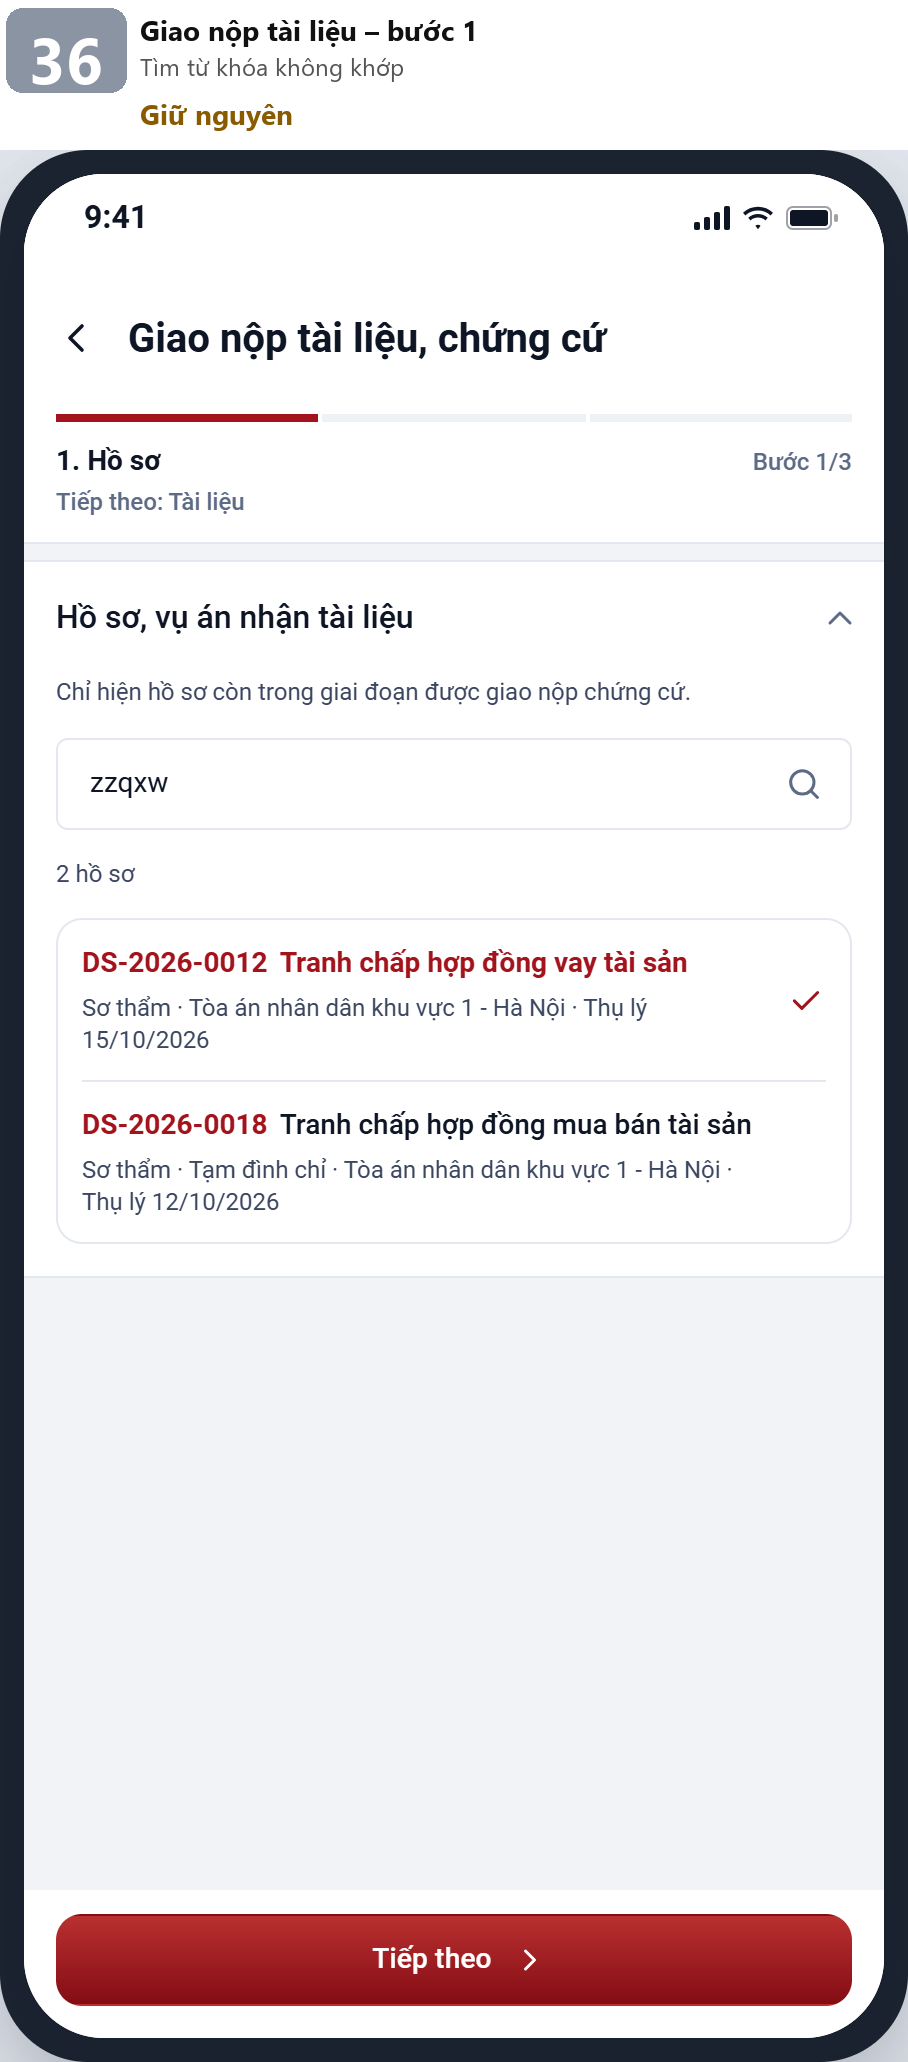 36
Giao nộp tài liệu – bước 1
Tìm từ khóa không khớp
Giữ nguyên
9:41
Giao nộp tài liệu, chứng cứ
1. Hồ sơ
Bước 1/3
Tiếp theo: Tài liệu
Hồ sơ, vụ án nhận tài liệu
Chỉ hiện hồ sơ còn trong giai đoạn được giao nộp chứng cứ.
zzqxw
2 hồ sơ
DS-2026-0012 Tranh chấp hợp đồng vay tài sản
Sơ thẩm · Tòa án nhân dân khu vực 1 - Hà Nội · Thụ lý
15/10/2026
DS-2026-0018 Tranh chấp hợp đồng mua bán tài sản
Sơ thẩm · Tạm đình chỉ · Tòa án nhân dân khu vực 1 - Hà Nội ·
Thụ lý 12/10/2026
Tiếp theo